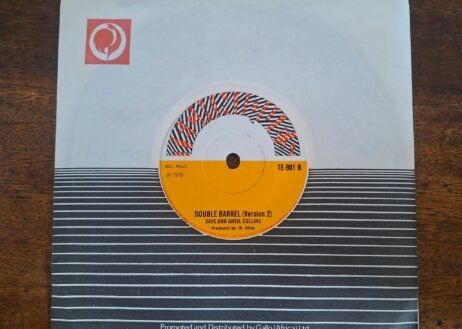 B&C Music
TE-901 B
℗ 1970
DOUBLE BARREL (Version 2)
DAVE AND ANSIL COLLINS
Produced by: W. Riley
Promoted and Distributed by Gallo (Africa) Ltd.